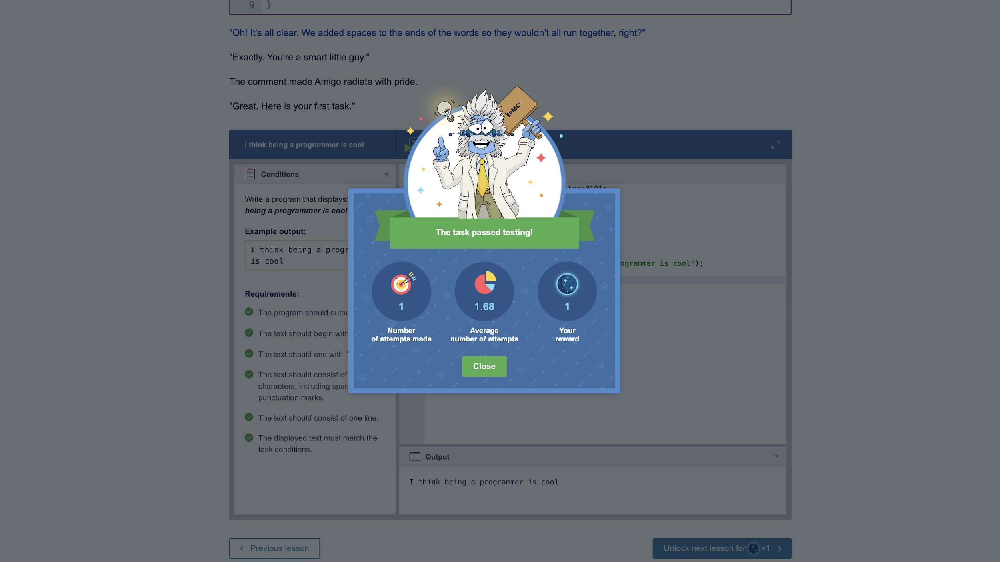 9 }
"Oh! It's all clear. We added spaces to the ends of the words so they wouldn’t all run together, right?"
"Exactly. You’re a smart little guy."
The comment made Amigo radiate with pride.
"Great. Here is your first task."
E=MC²
I think being a programmer is cool
Conditions
task0101;
Write a program that displays:
being a programmer is cool
Example output:
I think being a progr
is cool
ogrammer is cool");
Requirements:
The program should outpu
The text should begin with
The text should end with "
The text should consist of
characters, including spac
punctuation marks.
The text should consist of one line.
The displayed text must match the
task conditions.
The task passed testing!
1
Number
of attempts made
1.68
Average
number of attempts
1
Your
reward
Close
Output
I think being a programmer is cool
Previous lesson
Unlock next lesson for ×1